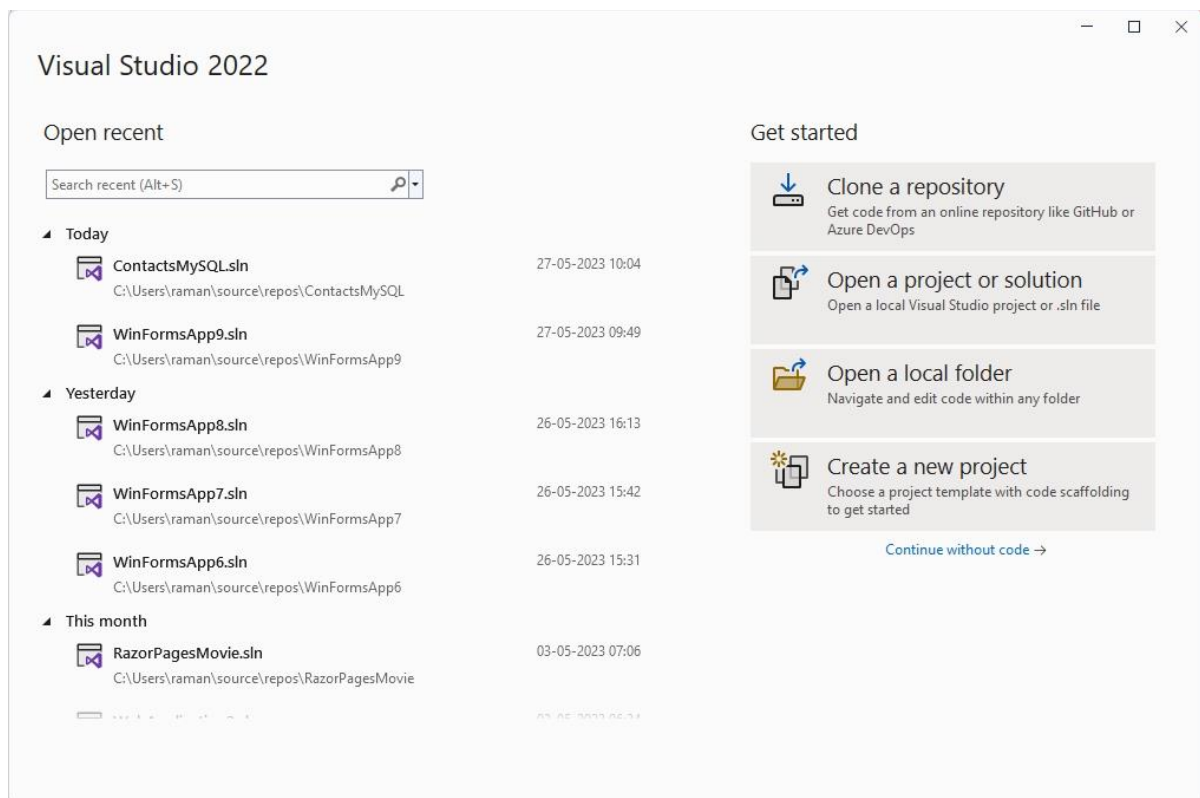 Visual Studio 2022
Open recent
Search recent (Alt+S)
Today
ContactsMySQL.sln 27-05-2023 10:04
C:\Users\raman\source\repos\ContactsMySQL
WinFormsApp9.sln 27-05-2023 09:49
C:\Users\raman\source\repos\WinFormsApp9
Yesterday
WinFormsApp8.sln 26-05-2023 16:13
C:\Users\raman\source\repos\WinFormsApp8
WinFormsApp7.sln 26-05-2023 15:42
C:\Users\raman\source\repos\WinFormsApp7
WinFormsApp6.sln 26-05-2023 15:31
C:\Users\raman\source\repos\WinFormsApp6
This month
RazorPagesMovie.sln 03-05-2023 07:06
C:\Users\raman\source\repos\RazorPagesMovie
Get started
Clone a repository
Get code from an online repository like GitHub or
Azure DevOps
Open a project or solution
Open a local Visual Studio project or .sln file
Open a local folder
Navigate and edit code within any folder
Create a new project
Choose a project template with code scaffolding
to get started
Continue without code →